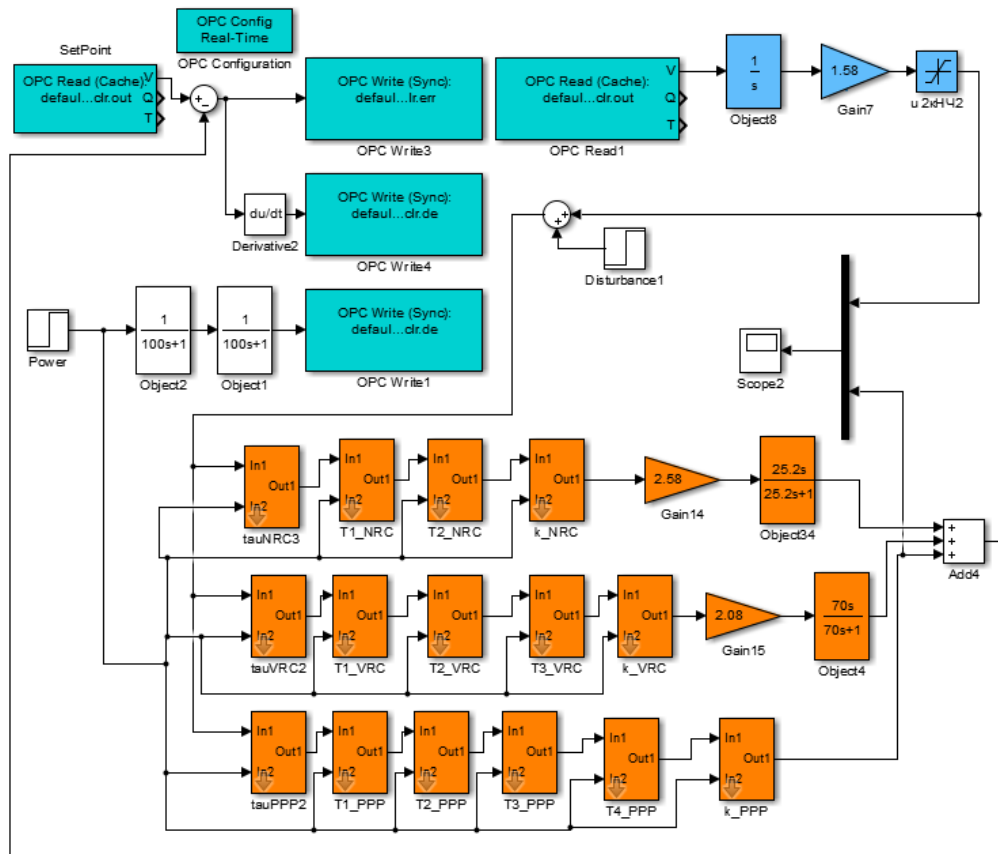 OPC Config
Real-Time
OPC Configuration
SetPoint
OPC Read (Cache):
defaul...clr.out
V
Q
T
+
−
OPC Write (Sync):
defaul...lr.err
OPC Write3
OPC Read (Cache):
defaul...clr.out
V
Q
T
OPC Read1
1
s
Object8
1.58
Gain7
u 2кНЧ2
du/dt
Derivative2
OPC Write (Sync):
defaul...clr.de
OPC Write4
+
+
Disturbance1
Power
1
100s+1
Object2
1
100s+1
Object1
OPC Write (Sync):
defaul...clr.de
OPC Write1
Scope2
In1
In2
Out1
tauNRC3
In1
In2
Out1
T1_NRC
In1
In2
Out1
T2_NRC
In1
In2
Out1
k_NRC
2.58
Gain14
25.2s
25.2s+1
Object34
+
+
+
Add4
In1
In2
Out1
tauVRC2
In1
In2
Out1
T1_VRC
In1
In2
Out1
T2_VRC
In1
In2
Out1
T3_VRC
In1
In2
Out1
k_VRC
2.08
Gain15
70s
70s+1
Object4
In1
In2
Out1
tauPPP2
In1
In2
Out1
T1_PPP
In1
In2
Out1
T2_PPP
In1
In2
Out1
T3_PPP
In1
In2
Out1
T4_PPP
In1
In2
Out1
k_PPP